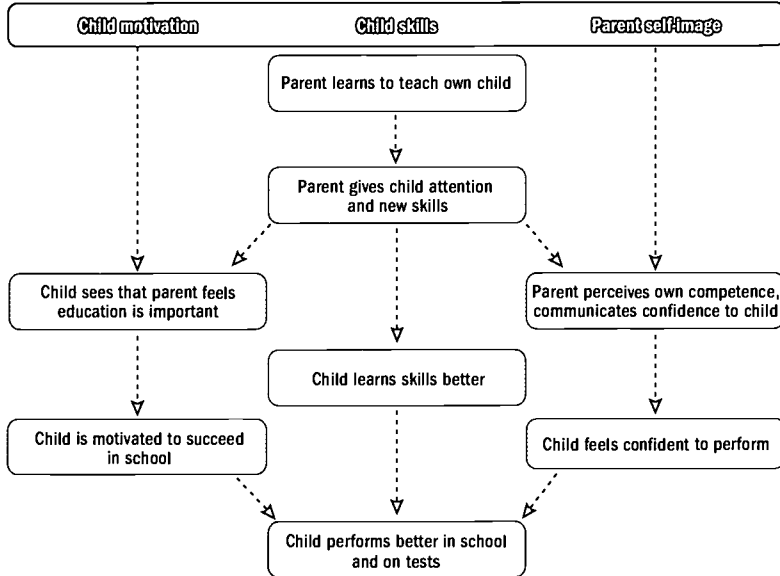 Child motivation
Child skills
Parent self-image
Parent learns to teach own child
Parent gives child attention
and new skills
Child sees that parent feels
education is important
Parent perceives own competence,
communicates confidence to child
Child learns skills better
Child is motivated to succeed
in school
Child feels confident to perform
Child performs better in school
and on tests